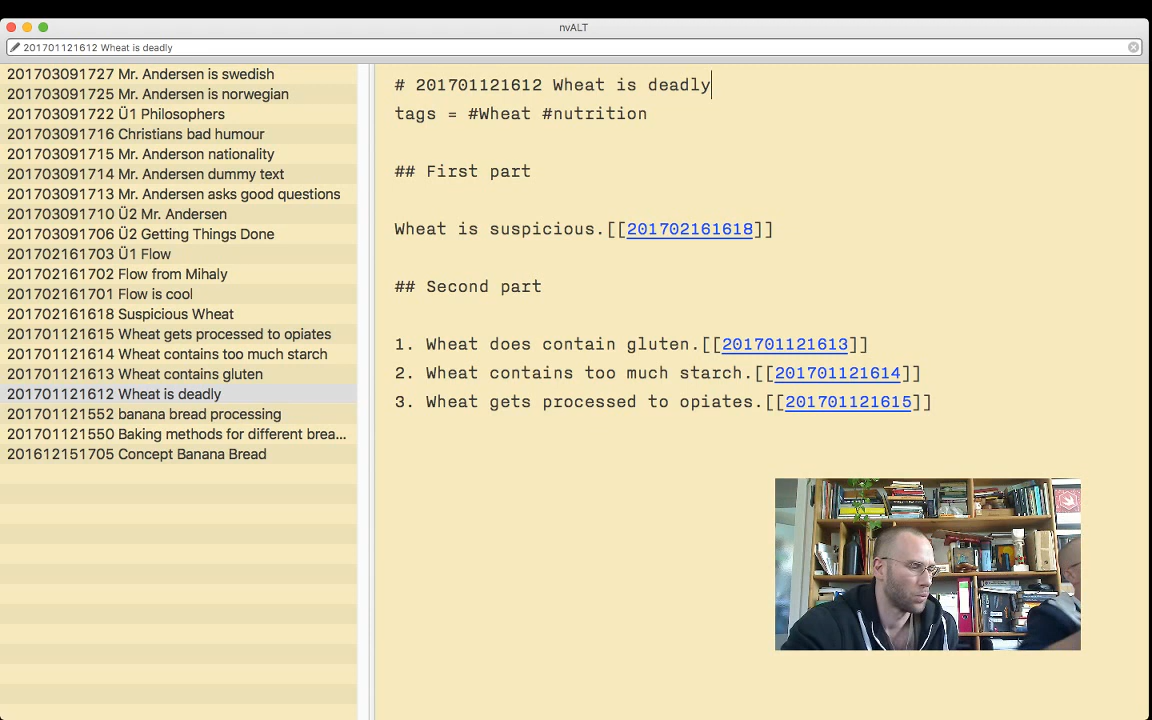 nvALT
201701121612 Wheat is deadly
201703091727 Mr. Andersen is swedish
201703091725 Mr. Andersen is norwegian
201703091722 Ü1 Philosophers
201703091716 Christians bad humour
201703091715 Mr. Anderson nationality
201703091714 Mr. Andersen dummy text
201703091713 Mr. Andersen asks good questions
201703091710 Ü2 Mr. Andersen
201703091706 Ü2 Getting Things Done
201702161703 Ü1 Flow
201702161702 Flow from Mihaly
201702161701 Flow is cool
201702161618 Suspicious Wheat
201701121615 Wheat gets processed to opiates
201701121614 Wheat contains too much starch
201701121613 Wheat contains gluten
201701121612 Wheat is deadly
201701121552 banana bread processing
201701121550 Baking methods for different brea...
201612151705 Concept Banana Bread
# 201701121612 Wheat is deadly
tags = #Wheat #nutrition
## First part
Wheat is suspicious.[[201702161618]]
## Second part
1. Wheat does contain gluten.[[201701121613]]
2. Wheat contains too much starch.[[201701121614]]
3. Wheat gets processed to opiates.[[201701121615]]